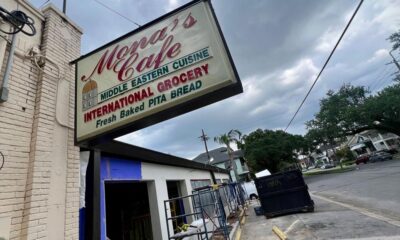 Mona's
Cafe
MIDDLE EASTERN CUISINE
INTERNATIONAL GROCERY
Fresh Baked PITA BREAD